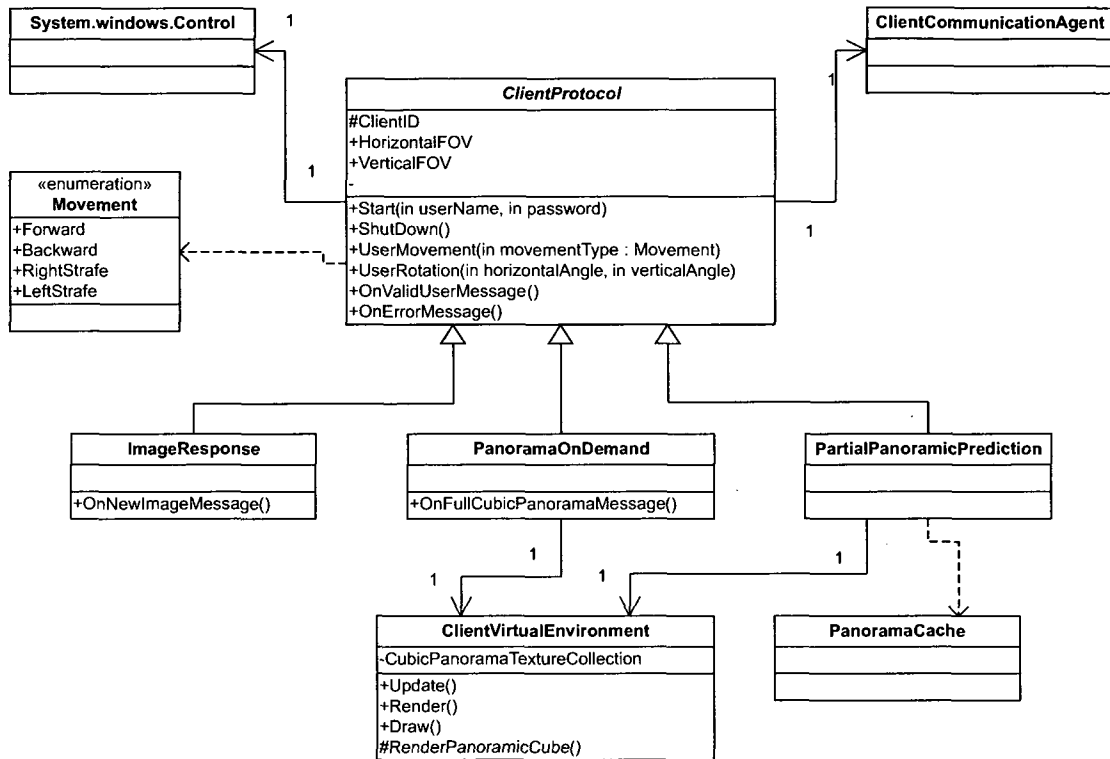 System.windows.Control
1
ClientCommunicationAgent
1
ClientProtocol
#ClientID
+HorizontalFOV
+VerticalFOV
-
+Start(in userName, in password)
+ShutDown()
+UserMovement(in movementType : Movement)
+UserRotation(in horizontalAngle, in verticalAngle)
+OnValidUserMessage()
+OnErrorMessage()
1
1
«enumeration»
Movement
+Forward
+Backward
+RightStrafe
+LeftStrafe
ImageResponse
+OnNewImageMessage()
PanoramaOnDemand
+OnFullCubicPanoramaMessage()
PartialPanoramicPrediction
1
1
1
1
ClientVirtualEnvironment
-CubicPanoramaTextureCollection
+Update()
+Render()
+Draw()
#RenderPanoramicCube()
PanoramaCache